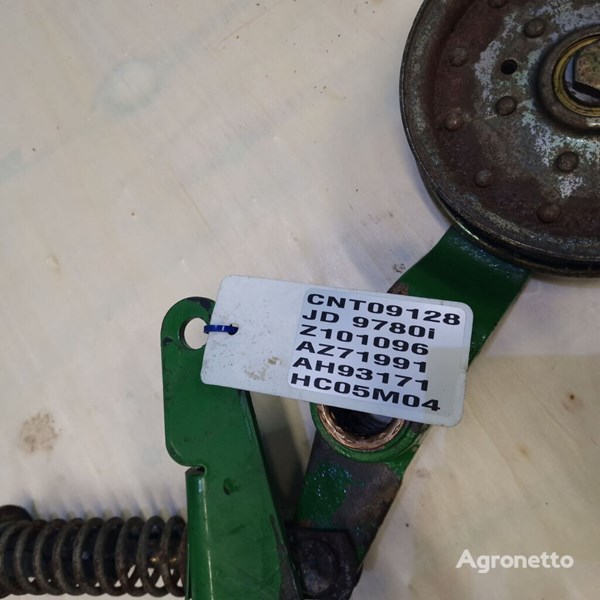 CNT09128
JD 9780i
Z101096
AZ71991
AH93171
HC05M04
Agronetto